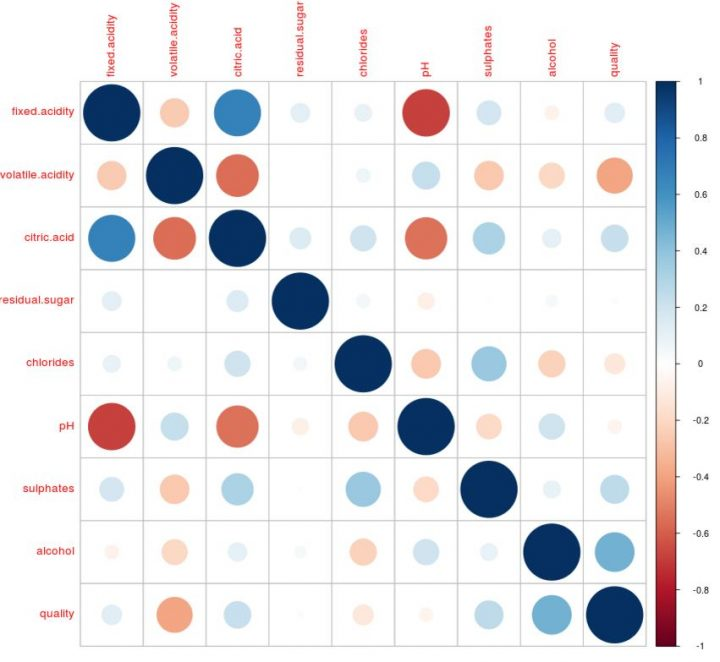 fixed.acidity
volatile.acidity
citric.acid
residual.sugar
chlorides
pH
sulphates
alcohol
quality
fixed.acidity
volatile.acidity
citric.acid
residual.sugar
chlorides
pH
sulphates
alcohol
quality
1
0.8
0.6
0.4
0.2
0
-0.2
-0.4
-0.6
-0.8
-1